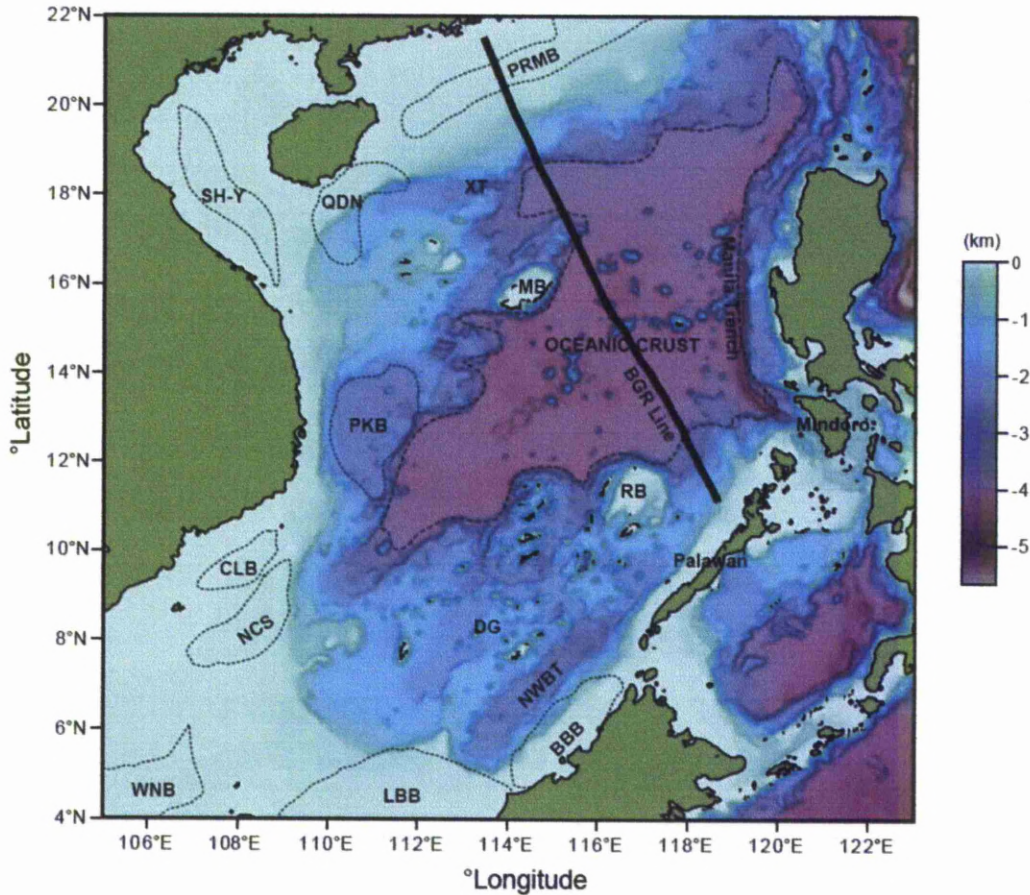 22°N
PRMB
20°N
SH-Y
QDN
XT
18°N
(km)
0
16°N
MB
Manila Trench
-1
OCEANIC CRUST
14°N
BGR Line
-2
PKB
Mindoro
-3
12°N
RB
-4
10°N
CLB
Palawan
-5
NCS
8°N
DG
NWBT
6°N
BBB
WNB
LBB
4°N
106°E
108°E
110°E
112°E
114°E
116°E
118°E
120°E
122°E
°Latitude
°Longitude